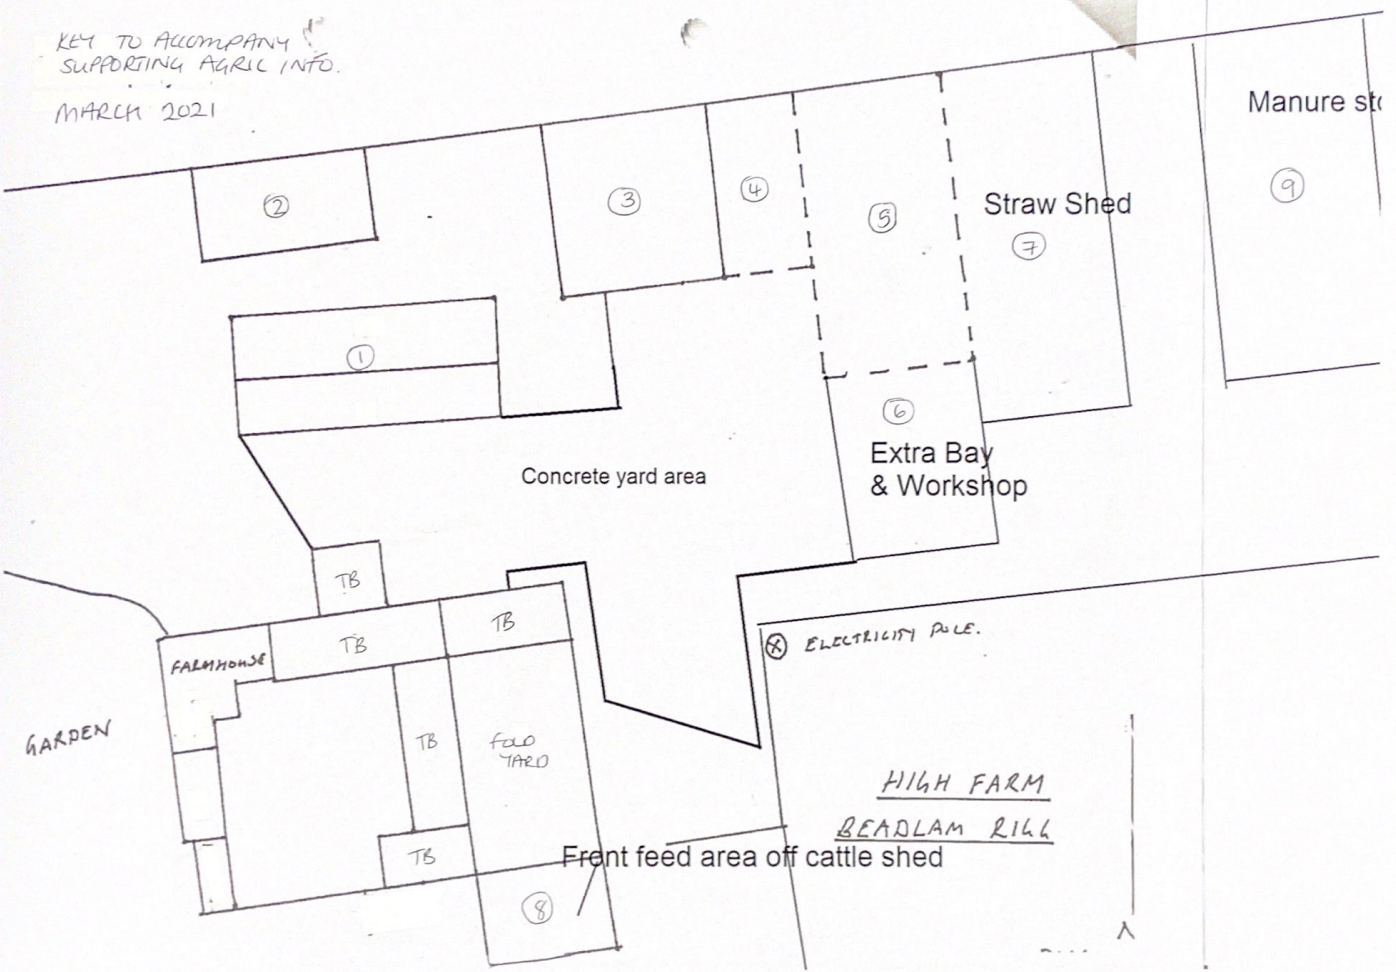 KEY TO ACCOMPANY
SUPPORTING AGRIC INFO.
MARCH 2021
Manure sto
9
2
3
4
5
Straw Shed
7
1
6
Extra Bay
& Workshop
Concrete yard area
TB
TB
TB
FARMHOUSE
ELECTRICITY POLE.
GARDEN
TB
FOLD
YARD
HIGH FARM
BEADLAM RIGG
TB
Front feed area off cattle shed
8